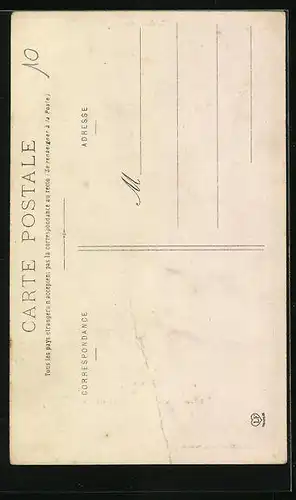 10
CARTE POSTALE
Tous les pays étrangers n'acceptent pas la correspondance au recto (Se renseigner à la Poste)
CORRESPONDANCE
ADRESSE
M